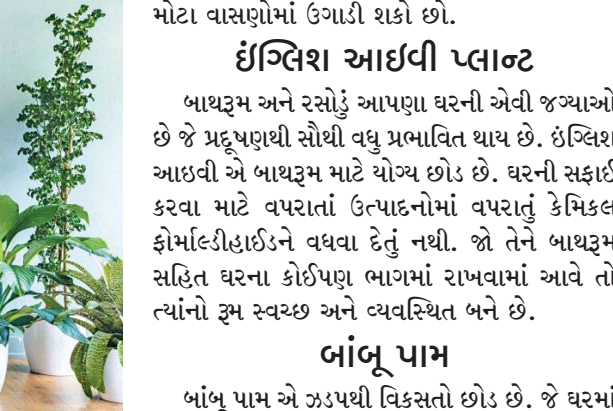 મોટા વાસણોમાં ઉગાડી શકો છો.
ઇંગ્લિશ આઇવી પ્લાન્ટ
બાથરૂમ અને રસોડું આપણા ઘરની એવી જગ્યાઓ
છે જે પ્રદૂષણથી સૌથી વધુ પ્રભાવિત થાય છે. ઇંગ્લિશ
આઇવી એ બાથરૂમ માટે યોગ્ય છોડ છે. ઘરની સફાઈ
કરવા માટે વપરાતાં ઉત્પાદનોમાં વપરાતું કેમિકલ
ફોર્માલ્ડીહાઈડને વધવા દેતું નથી. જો તેને બાથરૂમ
સહિત ઘરના કોઈપણ ભાગમાં રાખવામાં આવે તો
ત્યાંનો રૂમ સ્વચ્છ અને વ્યવસ્થિત બને છે.
બાંબૂ પામ
બાંબૂ પામ એ ઝડપથી વિકસતો છોડ છે. જે ઘરમાં